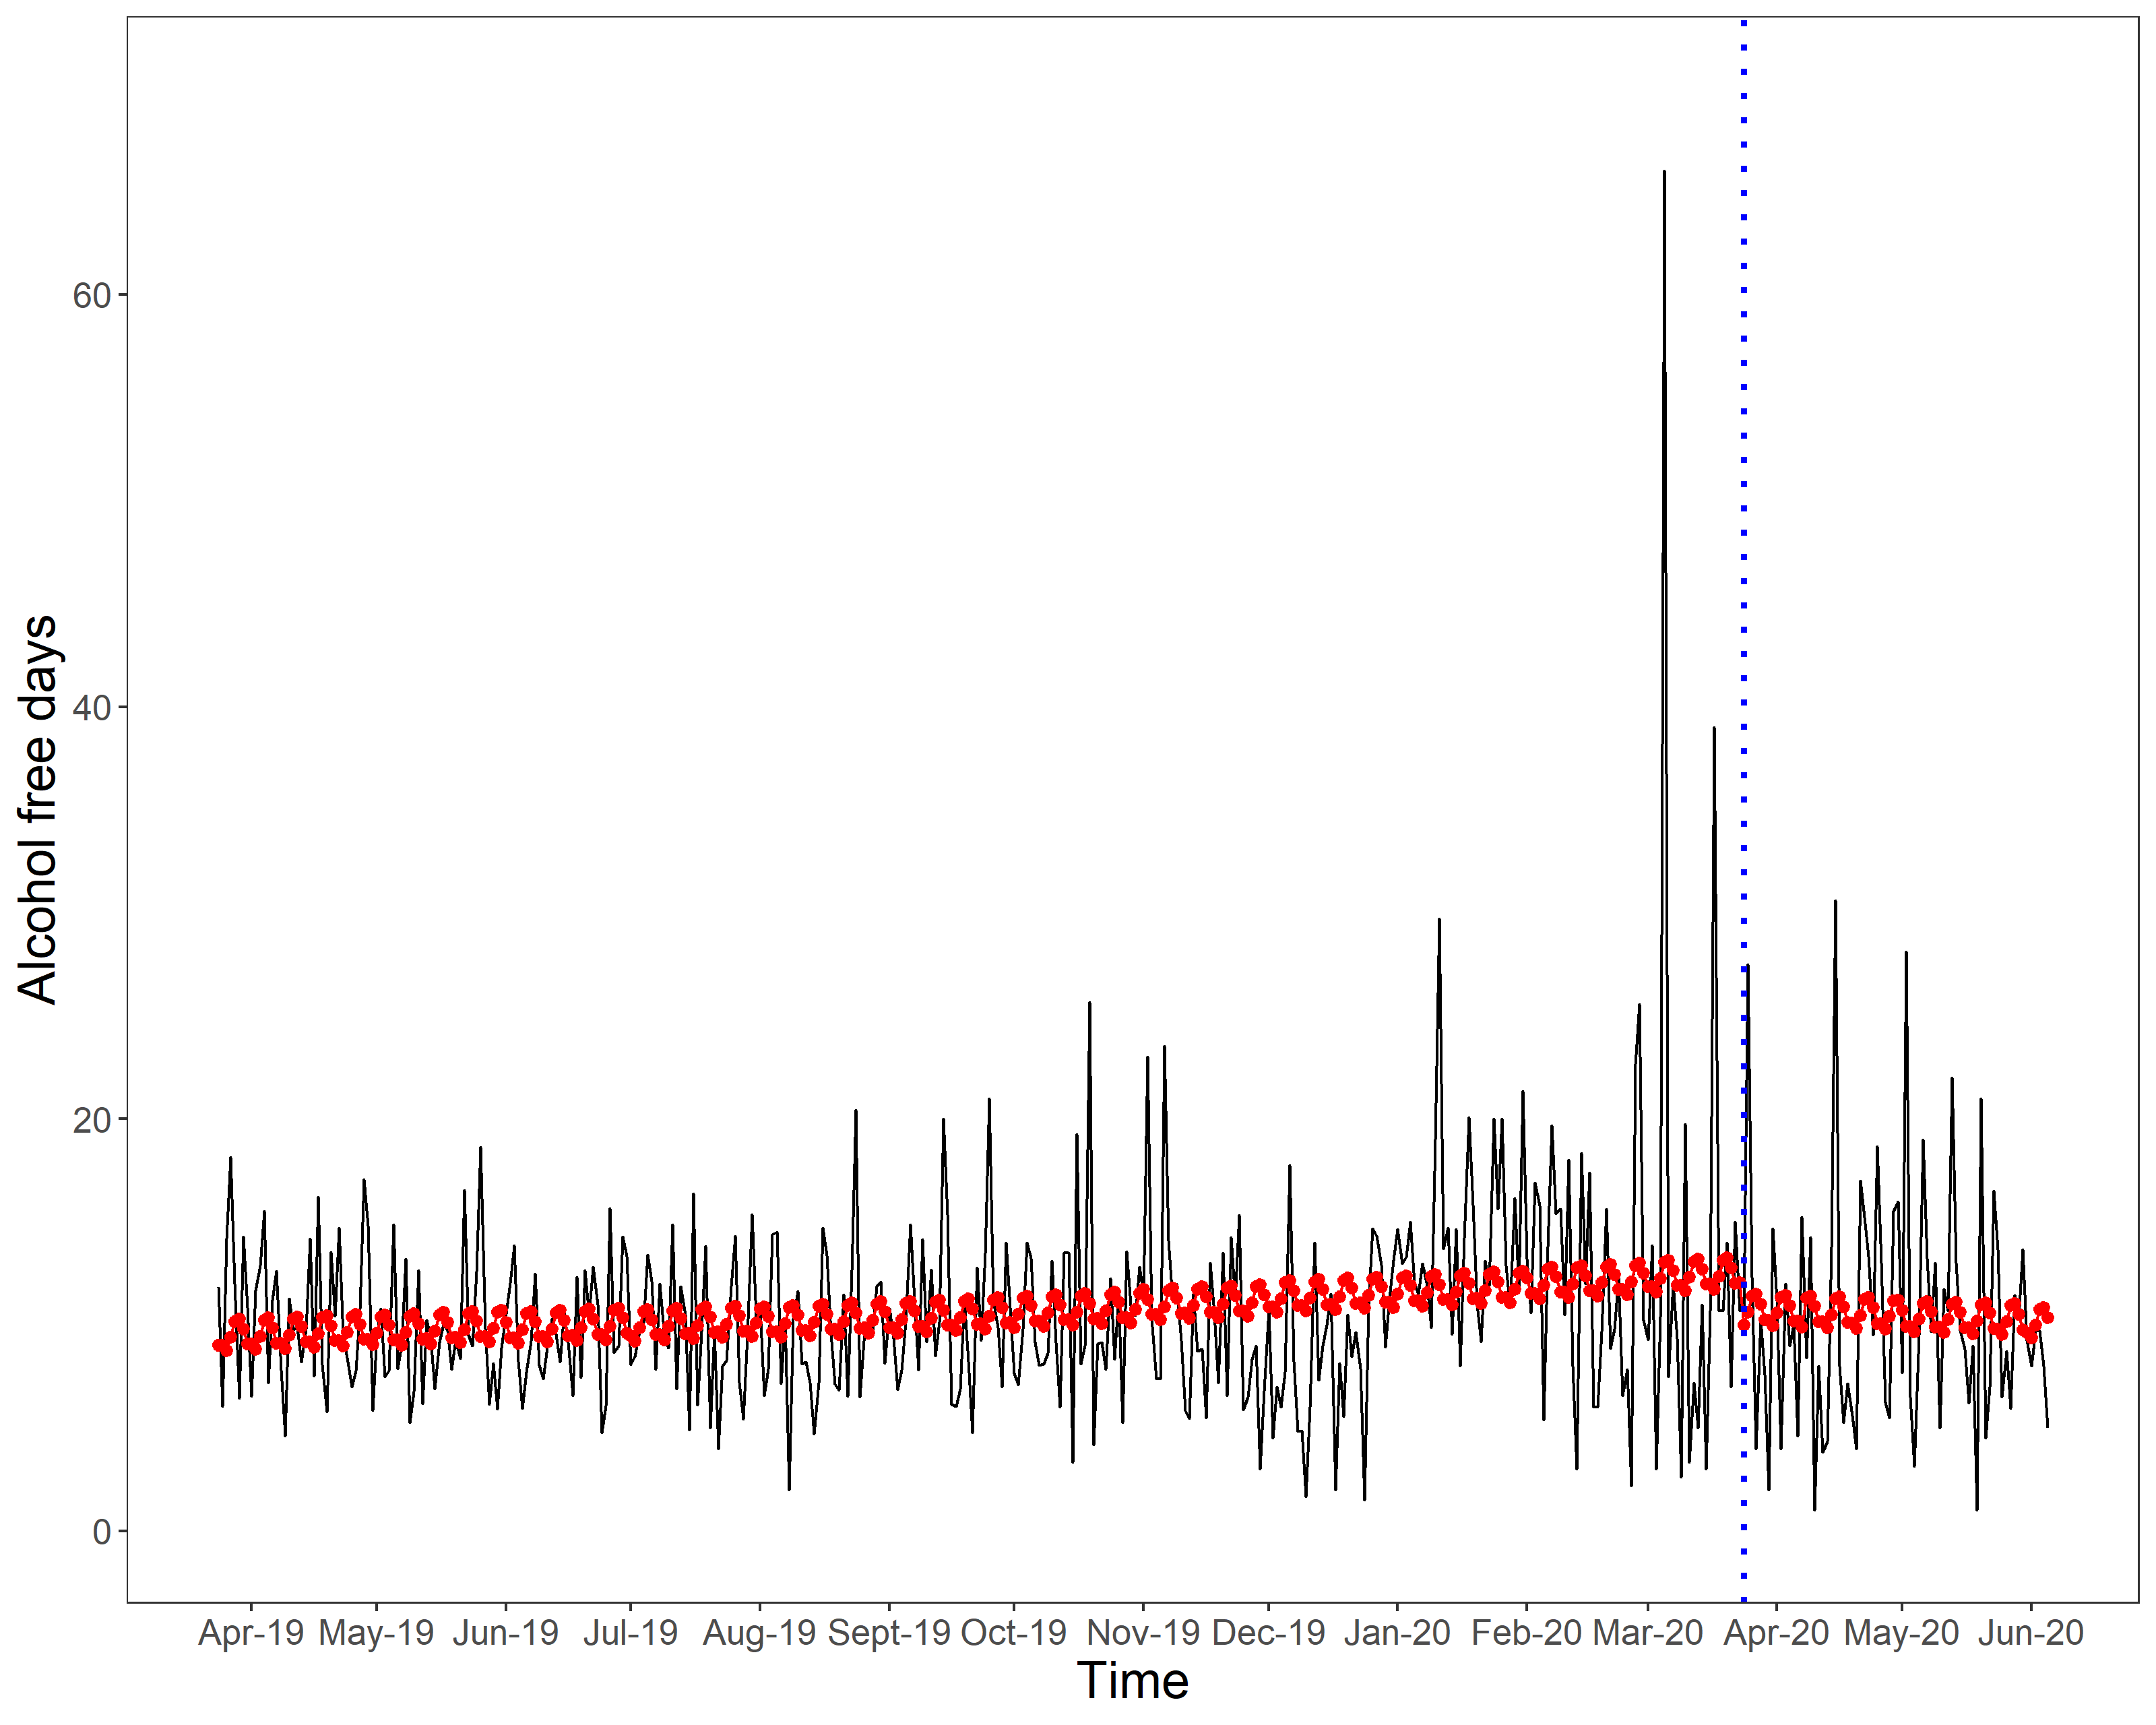 Alcohol free days
60
40
20
0
Apr-19 May-19 Jun-19 Jul-19 Aug-19 Sept-19 Oct-19 Nov-19 Dec-19 Jan-20 Feb-20 Mar-20 Apr-20 May-20 Jun-20
Time